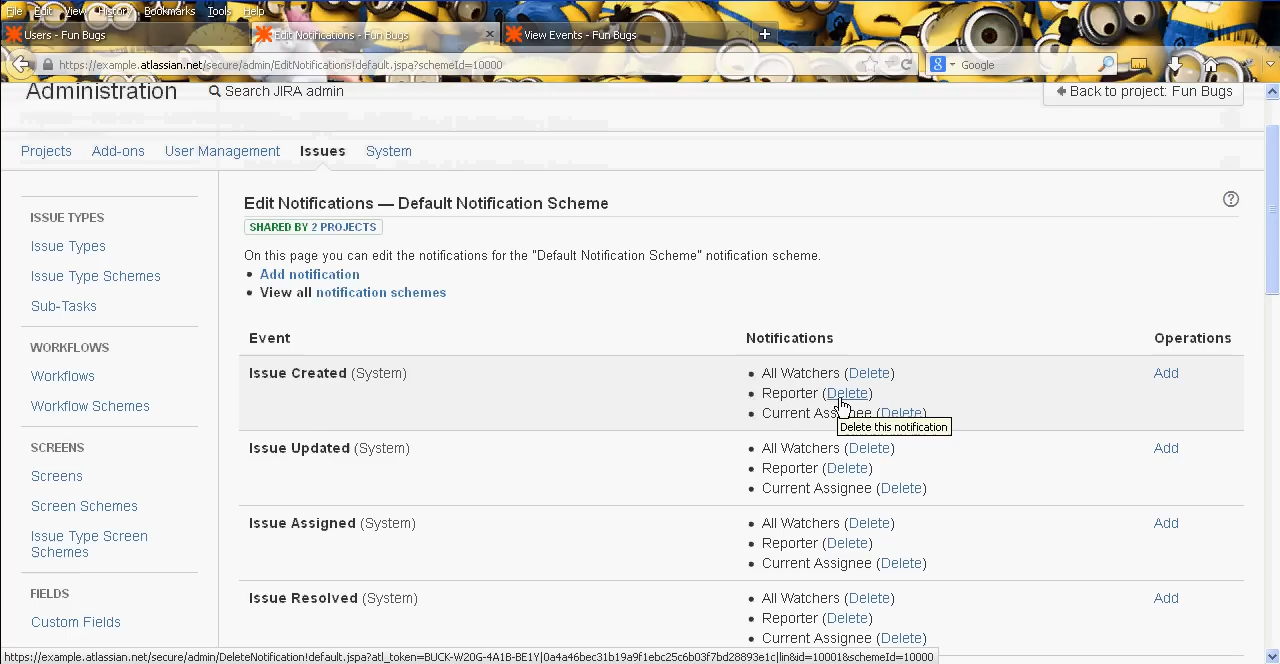 File Edit View History Bookmarks Tools Help
Users - Fun Bugs
Edit Notifications - Fun Bugs
View Events - Fun Bugs
https://example.atlassian.net/secure/admin/EditNotifications!default.jspa?schemeId=10000
Google
Administration
Search JIRA admin
Back to project: Fun Bugs
Projects Add-ons User Management Issues System
ISSUE TYPES
Issue Types
Issue Type Schemes
Sub-Tasks
WORKFLOWS
Workflows
Workflow Schemes
SCREENS
Screens
Screen Schemes
Issue Type Screen
Schemes
FIELDS
Custom Fields
Edit Notifications — Default Notification Scheme
SHARED BY 2 PROJECTS
On this page you can edit the notifications for the "Default Notification Scheme" notification scheme.
• Add notification
• View all notification schemes
Event Notifications Operations
Issue Created (System) • All Watchers (Delete) Add
• Reporter (Delete)
• Current Assignee (Delete)
Delete this notification
Issue Updated (System) • All Watchers (Delete) Add
• Reporter (Delete)
• Current Assignee (Delete)
Issue Assigned (System) • All Watchers (Delete) Add
• Reporter (Delete)
• Current Assignee (Delete)
Issue Resolved (System) • All Watchers (Delete) Add
• Reporter (Delete)
• Current Assignee (Delete)
https://example.atlassian.net/secure/admin/DeleteNotification!default.jspa?atl_token=BUCK-W20G-4A1B-BE1Y|0a4a46bec31b19a9f1ebc25c6b03f7bd28893e1c|lin&id=10001&schemeId=10000